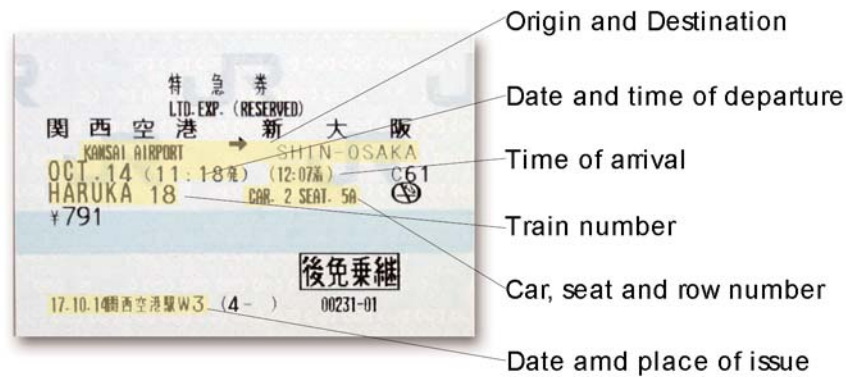 特 急 券
LTD. EXP. (RESERVED)
関 西 空 港 → 新 大 阪
KANSAI AIRPORT SHIN-OSAKA
OCT. 14 (11:18発) (12:07着) C61
HARUKA 18 CAR. 2 SEAT. 5A
¥791
後免乗継
17.10.14関西空港駅W3 (4- ) 00231-01
Origin and Destination
Date and time of departure
Time of arrival
Train number
Car, seat and row number
Date amd place of issue